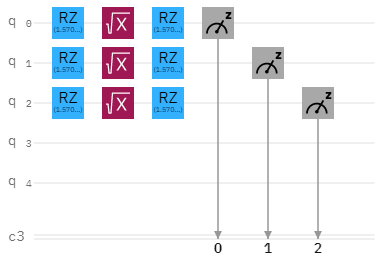 q 0 RZ (1.570...) √X RZ (1.570...) z
q 1 RZ (1.570...) √X RZ (1.570...) z
q 2 RZ (1.570...) √X RZ (1.570...) z
q 3
q 4
c3 0 1 2